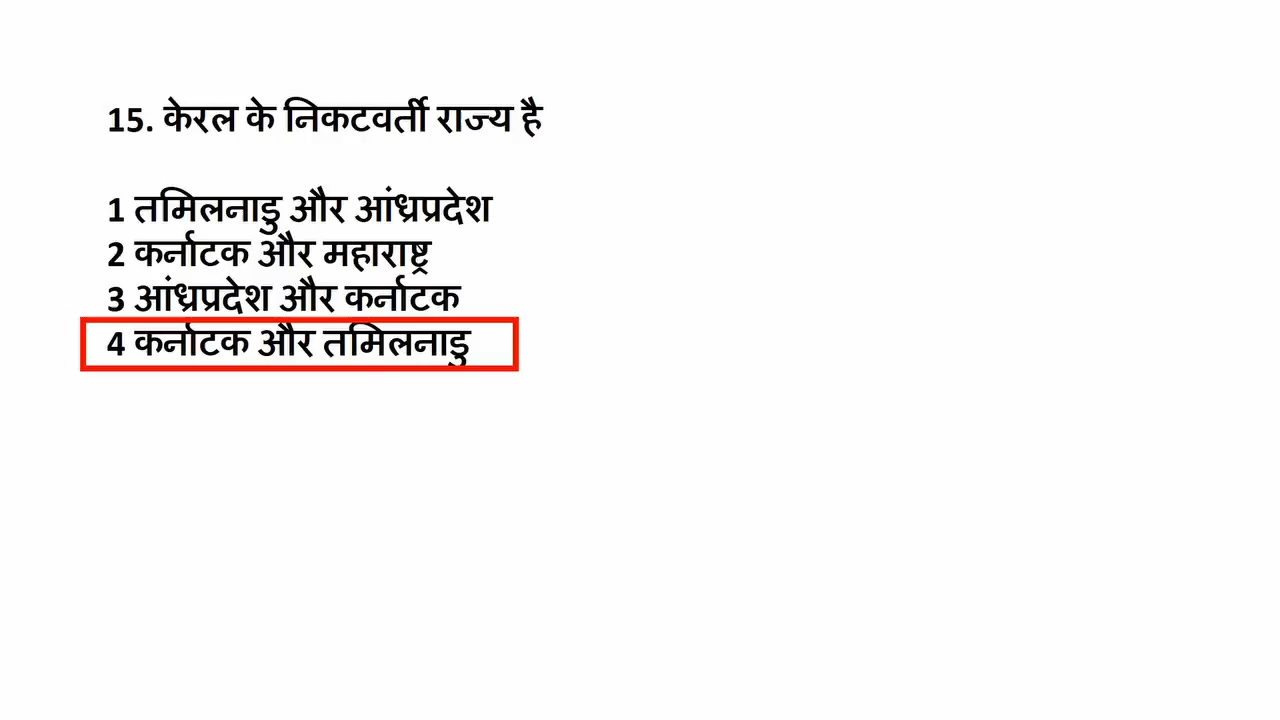 15. केरल के निकटवर्ती राज्य है
1 तमिलनाडु और आंध्रप्रदेश
2 कर्नाटक और महाराष्ट्र
3 आंध्रप्रदेश और कर्नाटक
4 कर्नाटक और तमिलनाडु